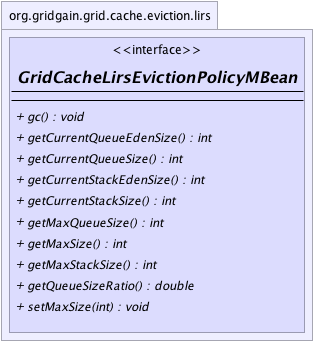 org.gridgain.grid.cache.eviction.lirs
<<interface>>
GridCacheLirsEvictionPolicyMBean
+ gc() : void
+ getCurrentQueueEdenSize() : int
+ getCurrentQueueSize() : int
+ getCurrentStackEdenSize() : int
+ getCurrentStackSize() : int
+ getMaxQueueSize() : int
+ getMaxSize() : int
+ getMaxStackSize() : int
+ getQueueSizeRatio() : double
+ setMaxSize(int) : void